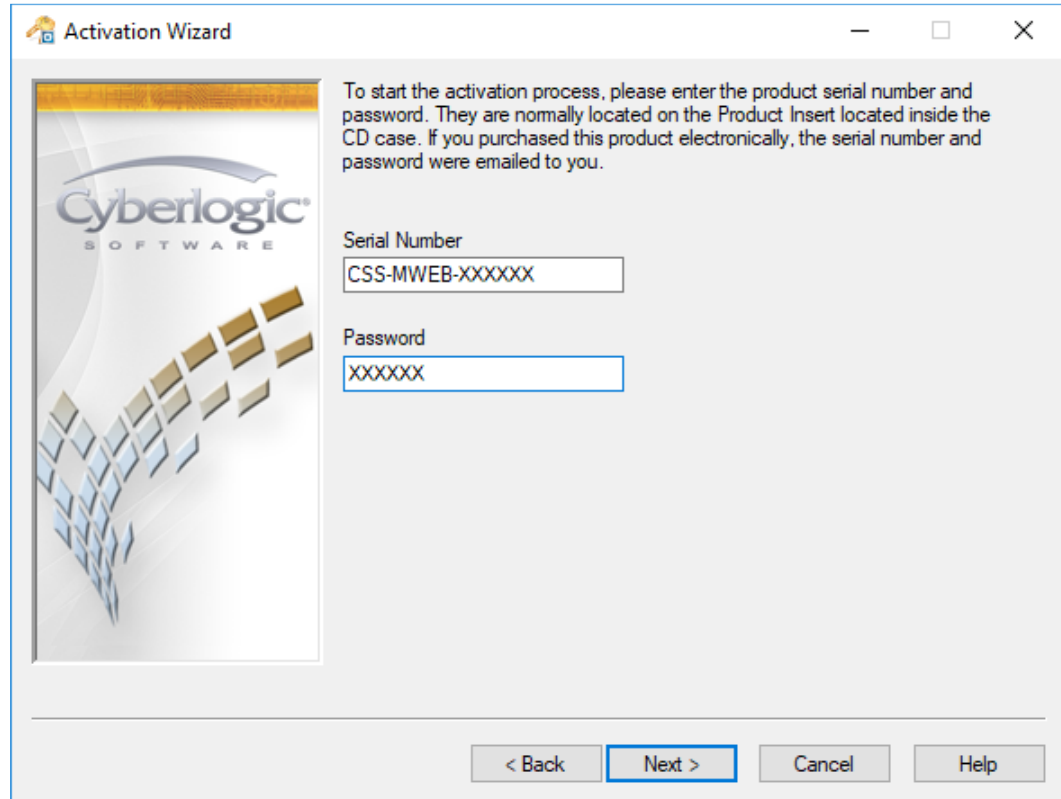 Activation Wizard
To start the activation process, please enter the product serial number and
password. They are normally located on the Product Insert located inside the
CD case. If you purchased this product electronically, the serial number and
password were emailed to you.
Cyberlogic®
SOFTWARE
Serial Number
CSS-MWEB-XXXXXX
Password
XXXXXX
< Back
Next >
Cancel
Help